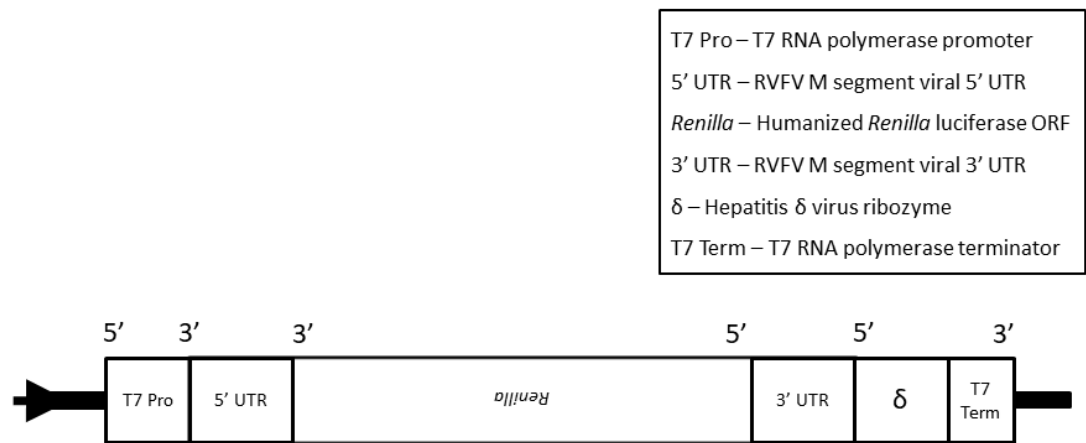 T7 Pro – T7 RNA polymerase promoter
5’ UTR – RVFV M segment viral 5’ UTR
Renilla – Humanized Renilla luciferase ORF
3’ UTR – RVFV M segment viral 3’ UTR
δ – Hepatitis δ virus ribozyme
T7 Term – T7 RNA polymerase terminator
5’ 3’ 3’ 5’ 5’ 3’
T7 Pro 5’ UTR Renilla 3’ UTR δ T7 Term